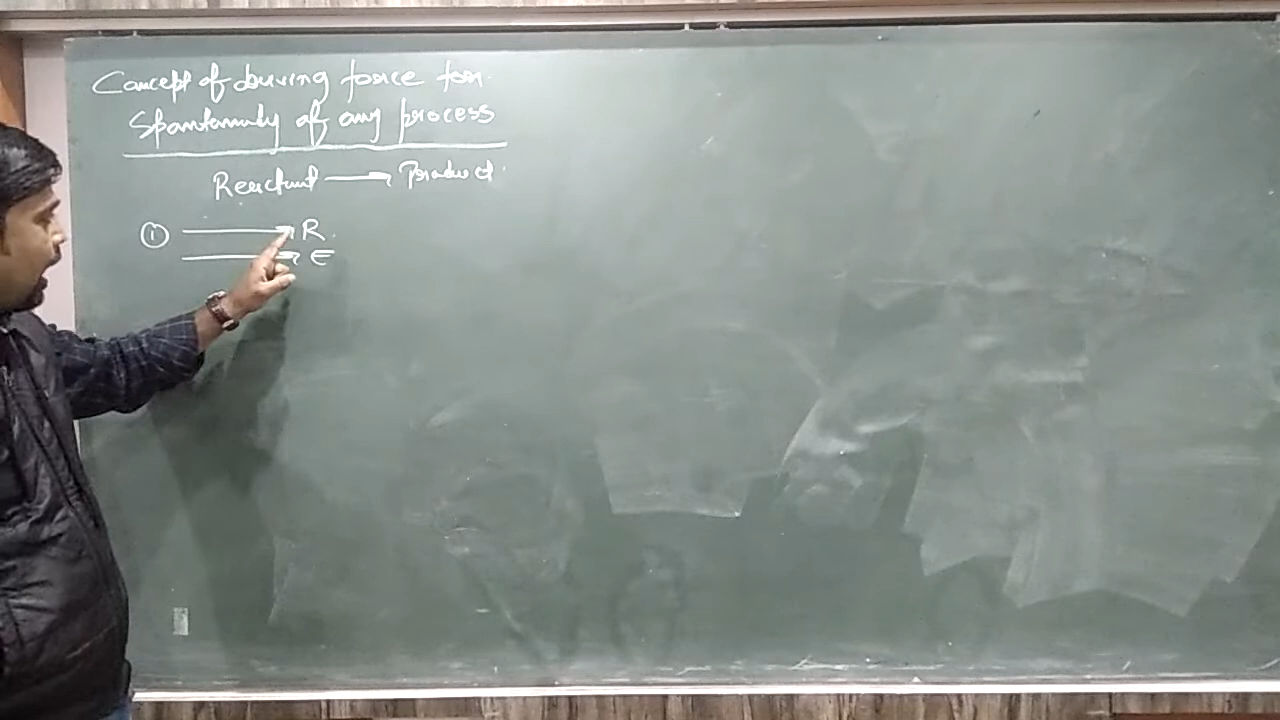 Concept of driving force for
Spontaneity of any process
Reactant → Product
① → R
→ E